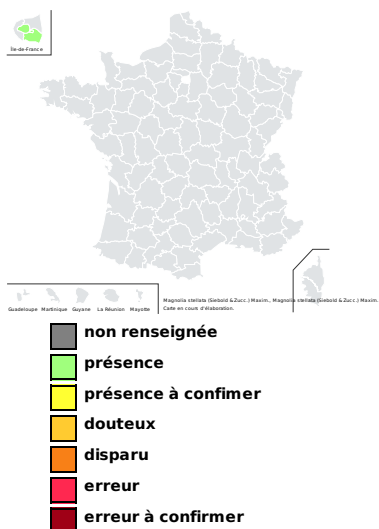 Île-de-France
Guadeloupe Martinique Guyane La Réunion Mayotte
Magnolia stellata (Siebold & Zucc.) Maxim., Magnolia stellata (Siebold & Zucc.) Maxim.
Carte en cours d'élaboration.
non renseignée
présence
présence à confimer
douteux
disparu
erreur
erreur à confirmer